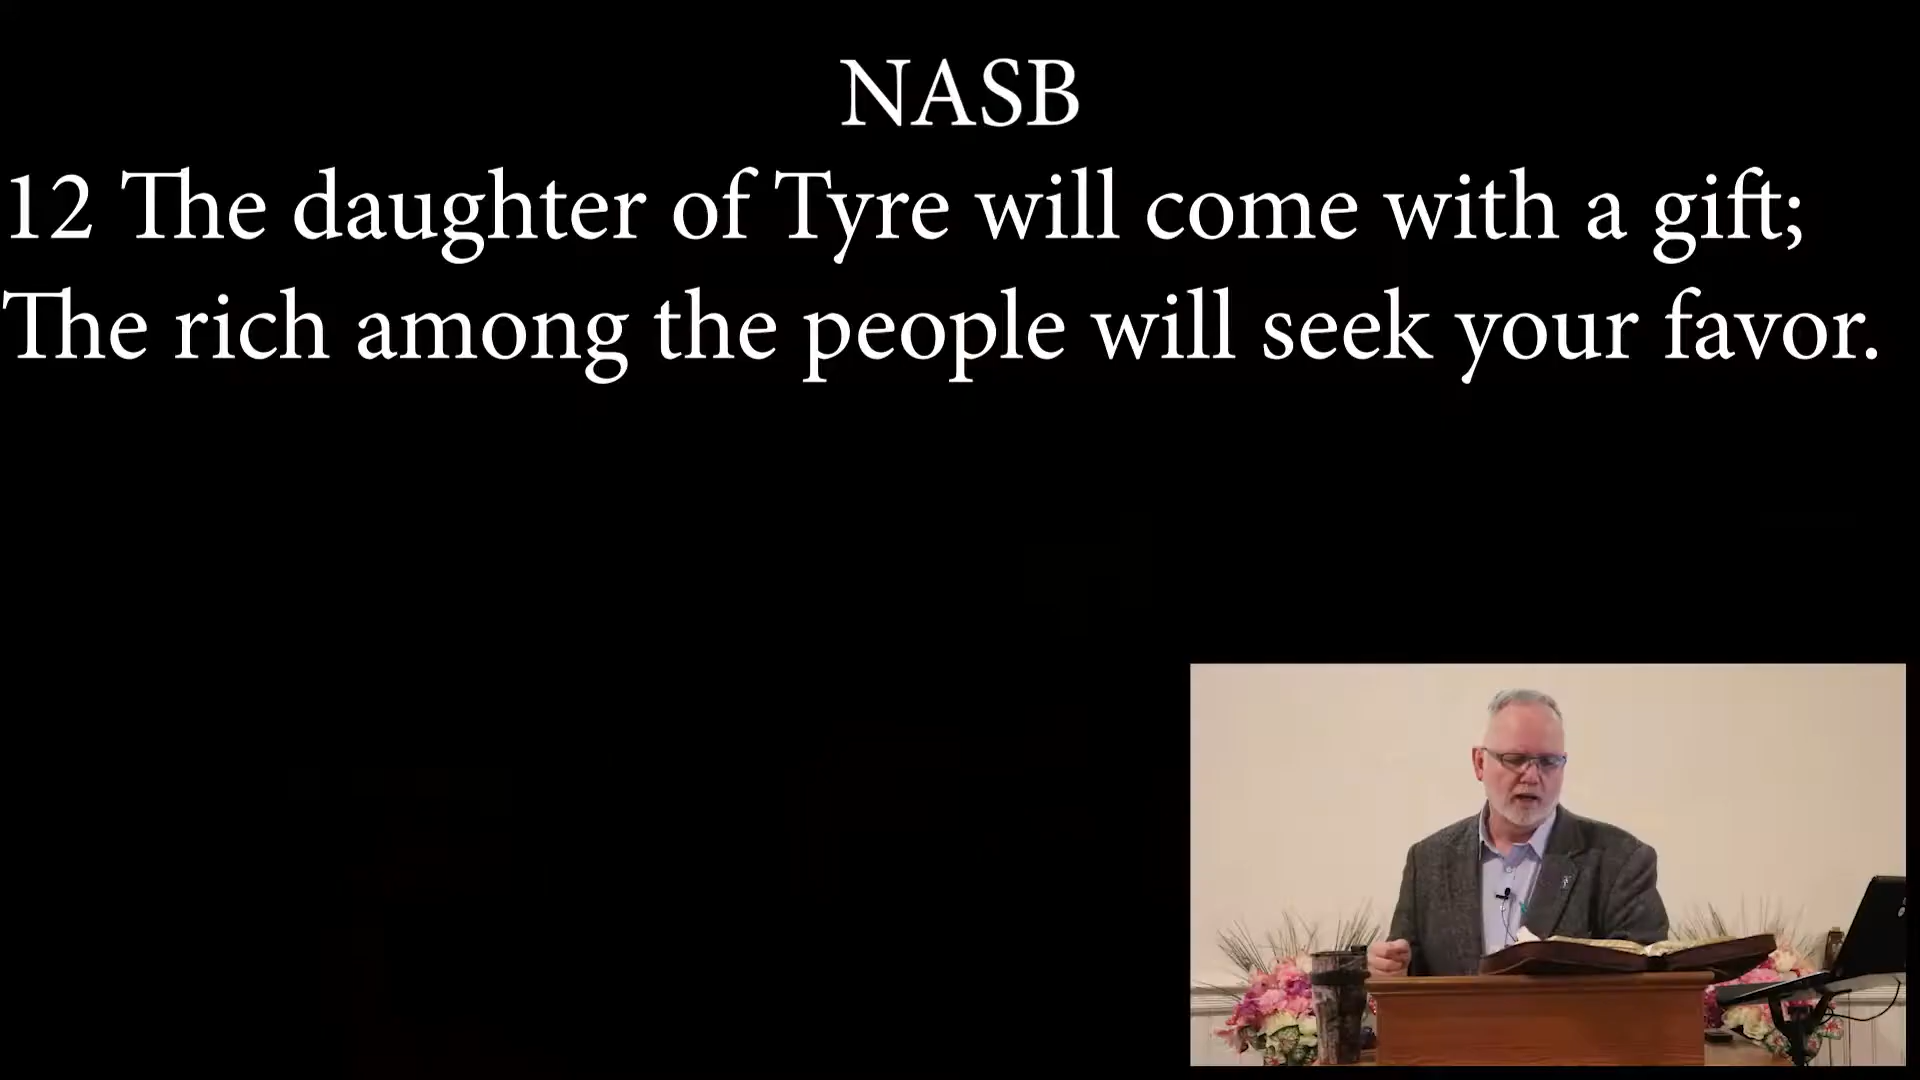 NASB
12 The daughter of Tyre will come with a gift;
The rich among the people will seek your favor.